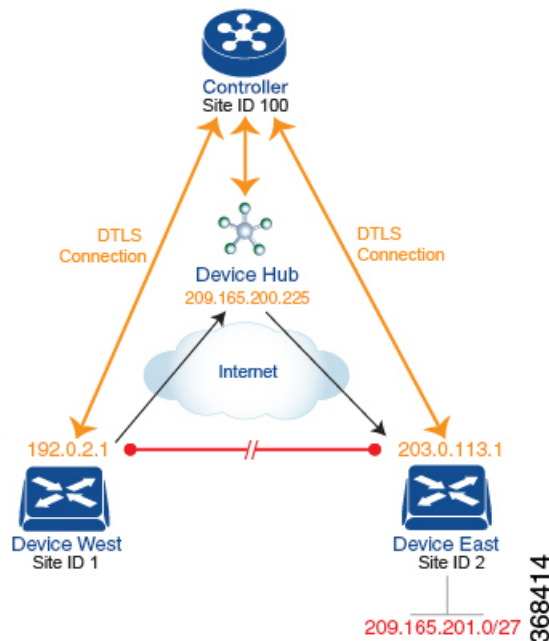 Controller
Site ID 100
DTLS
Connection
DTLS
Connection
Device Hub
209.165.200.225
Internet
192.0.2.1
203.0.113.1
Device West
Site ID 1
Device East
Site ID 2
209.165.201.0/27
368414